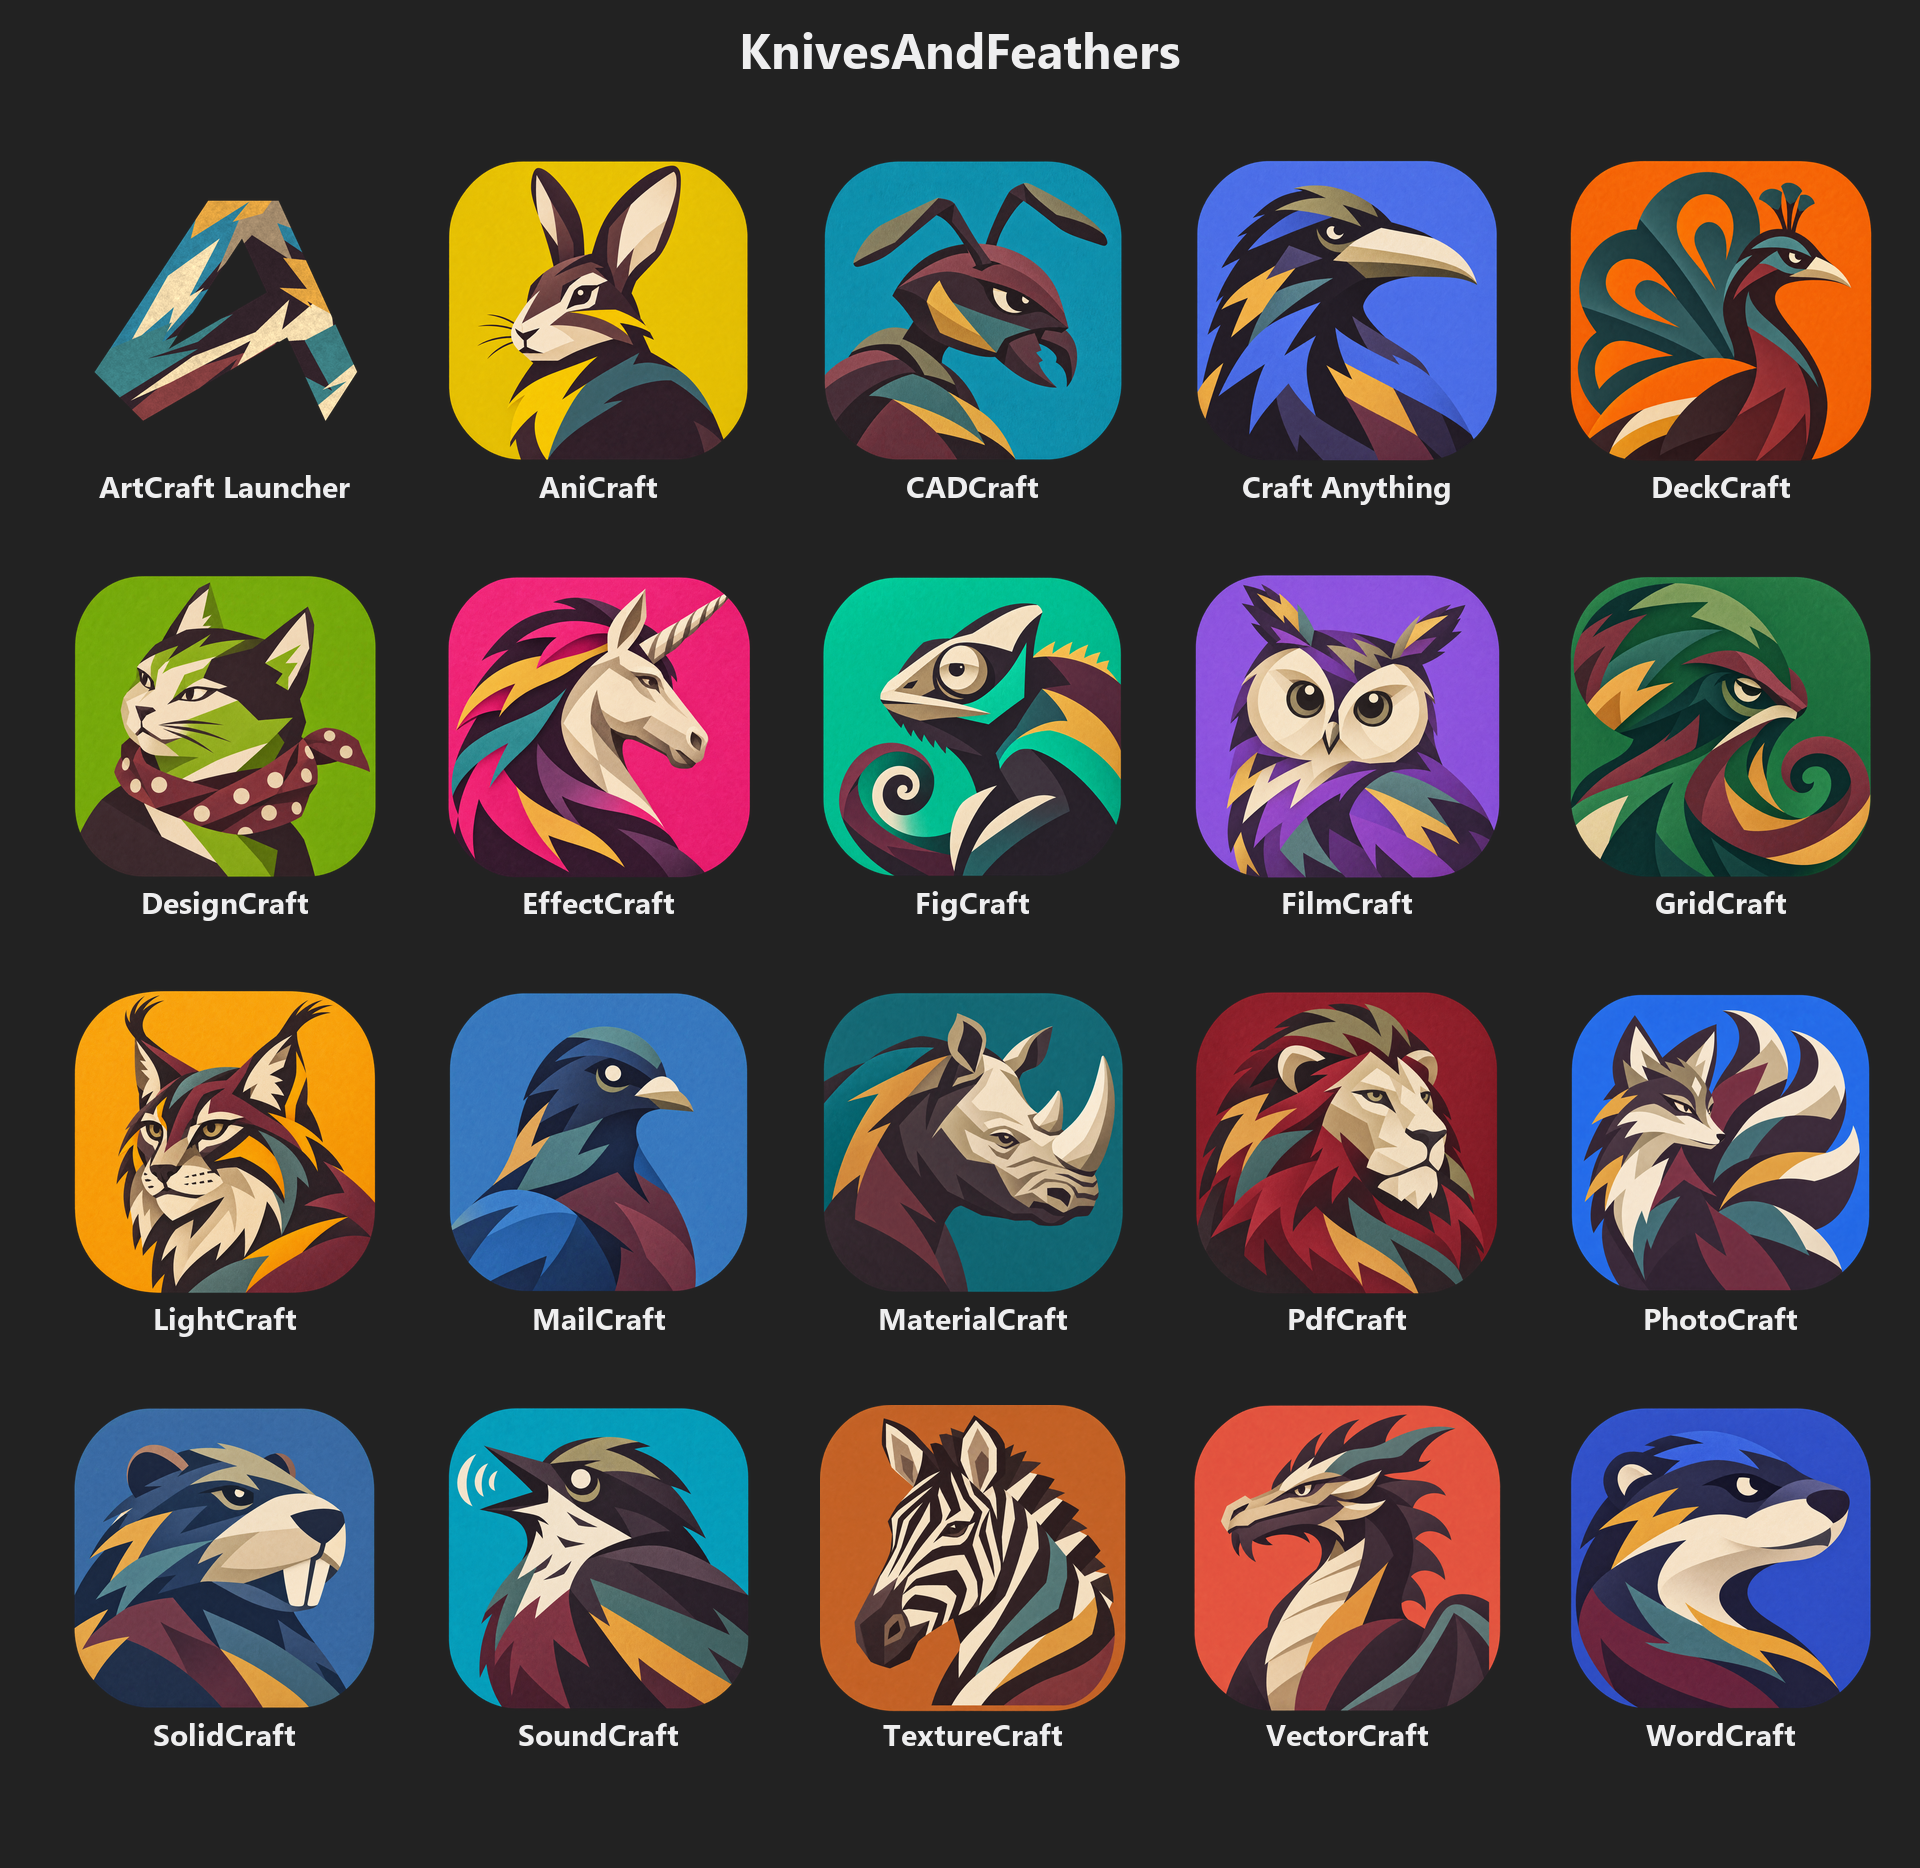 KnivesAndFeathers
ArtCraft Launcher
AniCraft
CADCraft
Craft Anything
DeckCraft
DesignCraft
EffectCraft
FigCraft
FilmCraft
GridCraft
LightCraft
MailCraft
MaterialCraft
PdfCraft
PhotoCraft
SolidCraft
SoundCraft
TextureCraft
VectorCraft
WordCraft